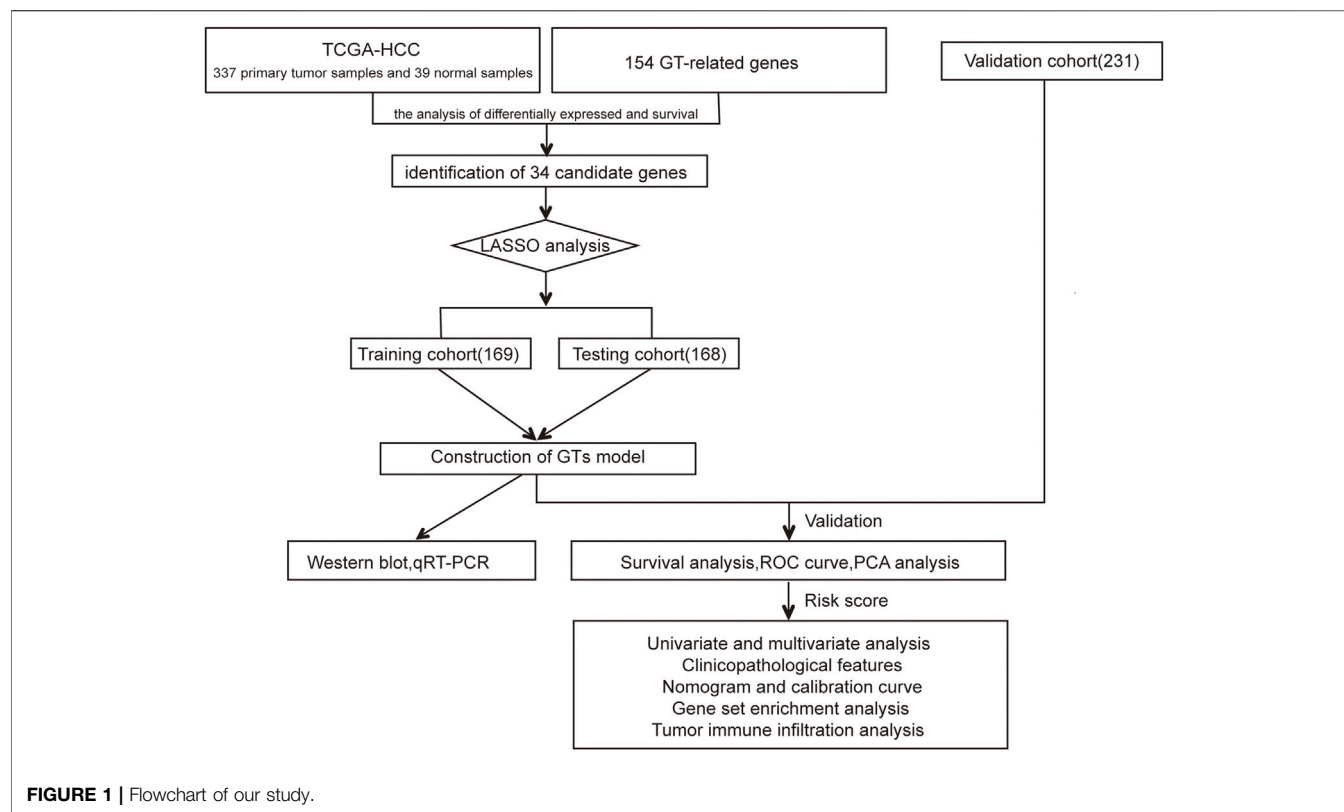 TCGA-HCC
337 primary tumor samples and 39 normal samples
154 GT-related genes
Validation cohort(231)
the analysis of differentially expressed and survival
identification of 34 candidate genes
LASSO analysis
Training cohort(169)
Testing cohort(168)
Construction of GTs model
Validation
Western blot,qRT-PCR
Survival analysis,ROC curve,PCA analysis
Risk score
Univariate and multivariate analysis
Clinicopathological features
Nomogram and calibration curve
Gene set enrichment analysis
Tumor immune infiltration analysis
FIGURE 1 | Flowchart of our study.